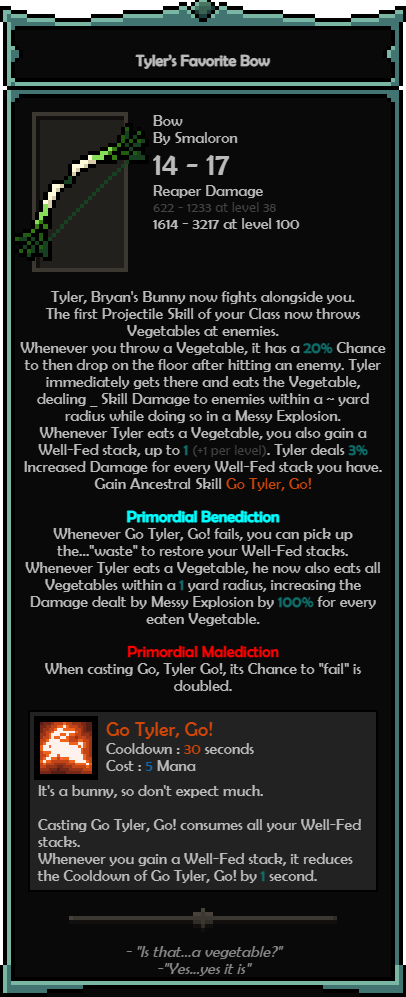 Tyler's Favorite Bow
Bow
By Smaloron
14 - 17
Reaper Damage
622 - 1233 at level 38
1614 - 3217 at level 100
Tyler, Bryan's Bunny now fights alongside you.
The first Projectile Skill of your Class now throws
Vegetables at enemies.
Whenever you throw a Vegetable, it has a 20% Chance
to then drop on the floor after hitting an enemy. Tyler
immediately gets there and eats the Vegetable,
dealing _ Skill Damage to enemies within a ~ yard
radius while doing so in a Messy Explosion.
Whenever Tyler eats a Vegetable, you also gain a
Well-Fed stack, up to 1 (+1 per level). Tyler deals 3%
Increased Damage for every Well-Fed stack you have.
Gain Ancestral Skill Go Tyler, Go!
Primordial Benediction
Whenever Go Tyler, Go! fails, you can pick up
the..."waste" to restore your Well-Fed stacks.
Whenever Tyler eats a Vegetable, he now also eats all
Vegetables within a 1 yard radius, increasing the
Damage dealt by Messy Explosion by 100% for every
eaten Vegetable.
Primordial Malediction
When casting Go, Tyler Go!, its Chance to "fail" is
doubled.
Go Tyler, Go!
Cooldown : 30 seconds
Cost : 5 Mana
It's a bunny, so don't expect much.
Casting Go Tyler, Go! consumes all your Well-Fed
stacks.
Whenever you gain a Well-Fed stack, it reduces
the Cooldown of Go Tyler, Go! by 1 second.
- "Is that...a vegetable?"
-"Yes...yes it is"